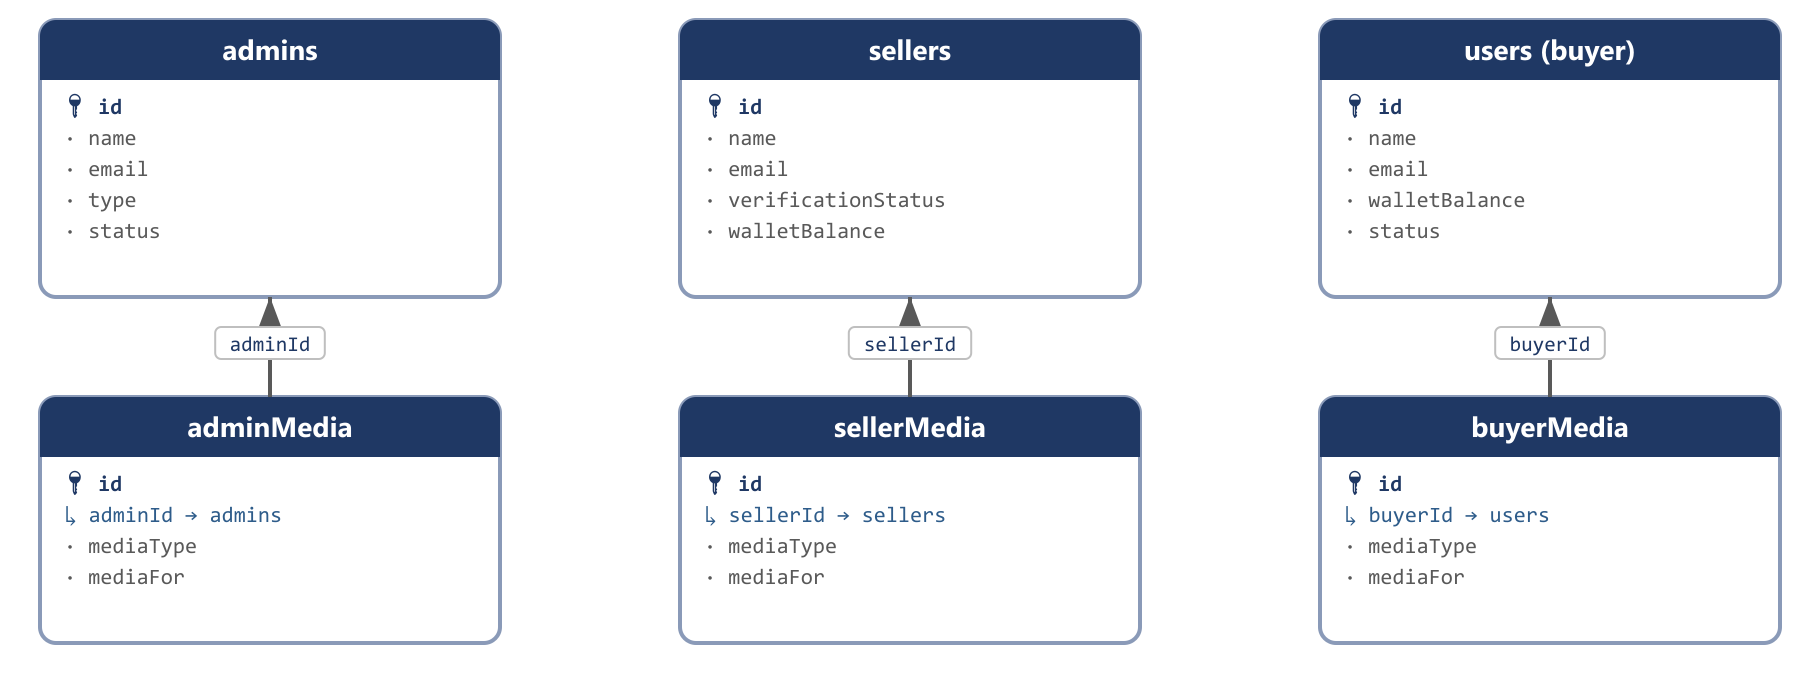 admins
id
· name
· email
· type
· status
adminId
adminMedia
id
↳ adminId → admins
· mediaType
· mediaFor
sellers
id
· name
· email
· verificationStatus
· walletBalance
sellerId
sellerMedia
id
↳ sellerId → sellers
· mediaType
· mediaFor
users (buyer)
id
· name
· email
· walletBalance
· status
buyerId
buyerMedia
id
↳ buyerId → users
· mediaType
· mediaFor